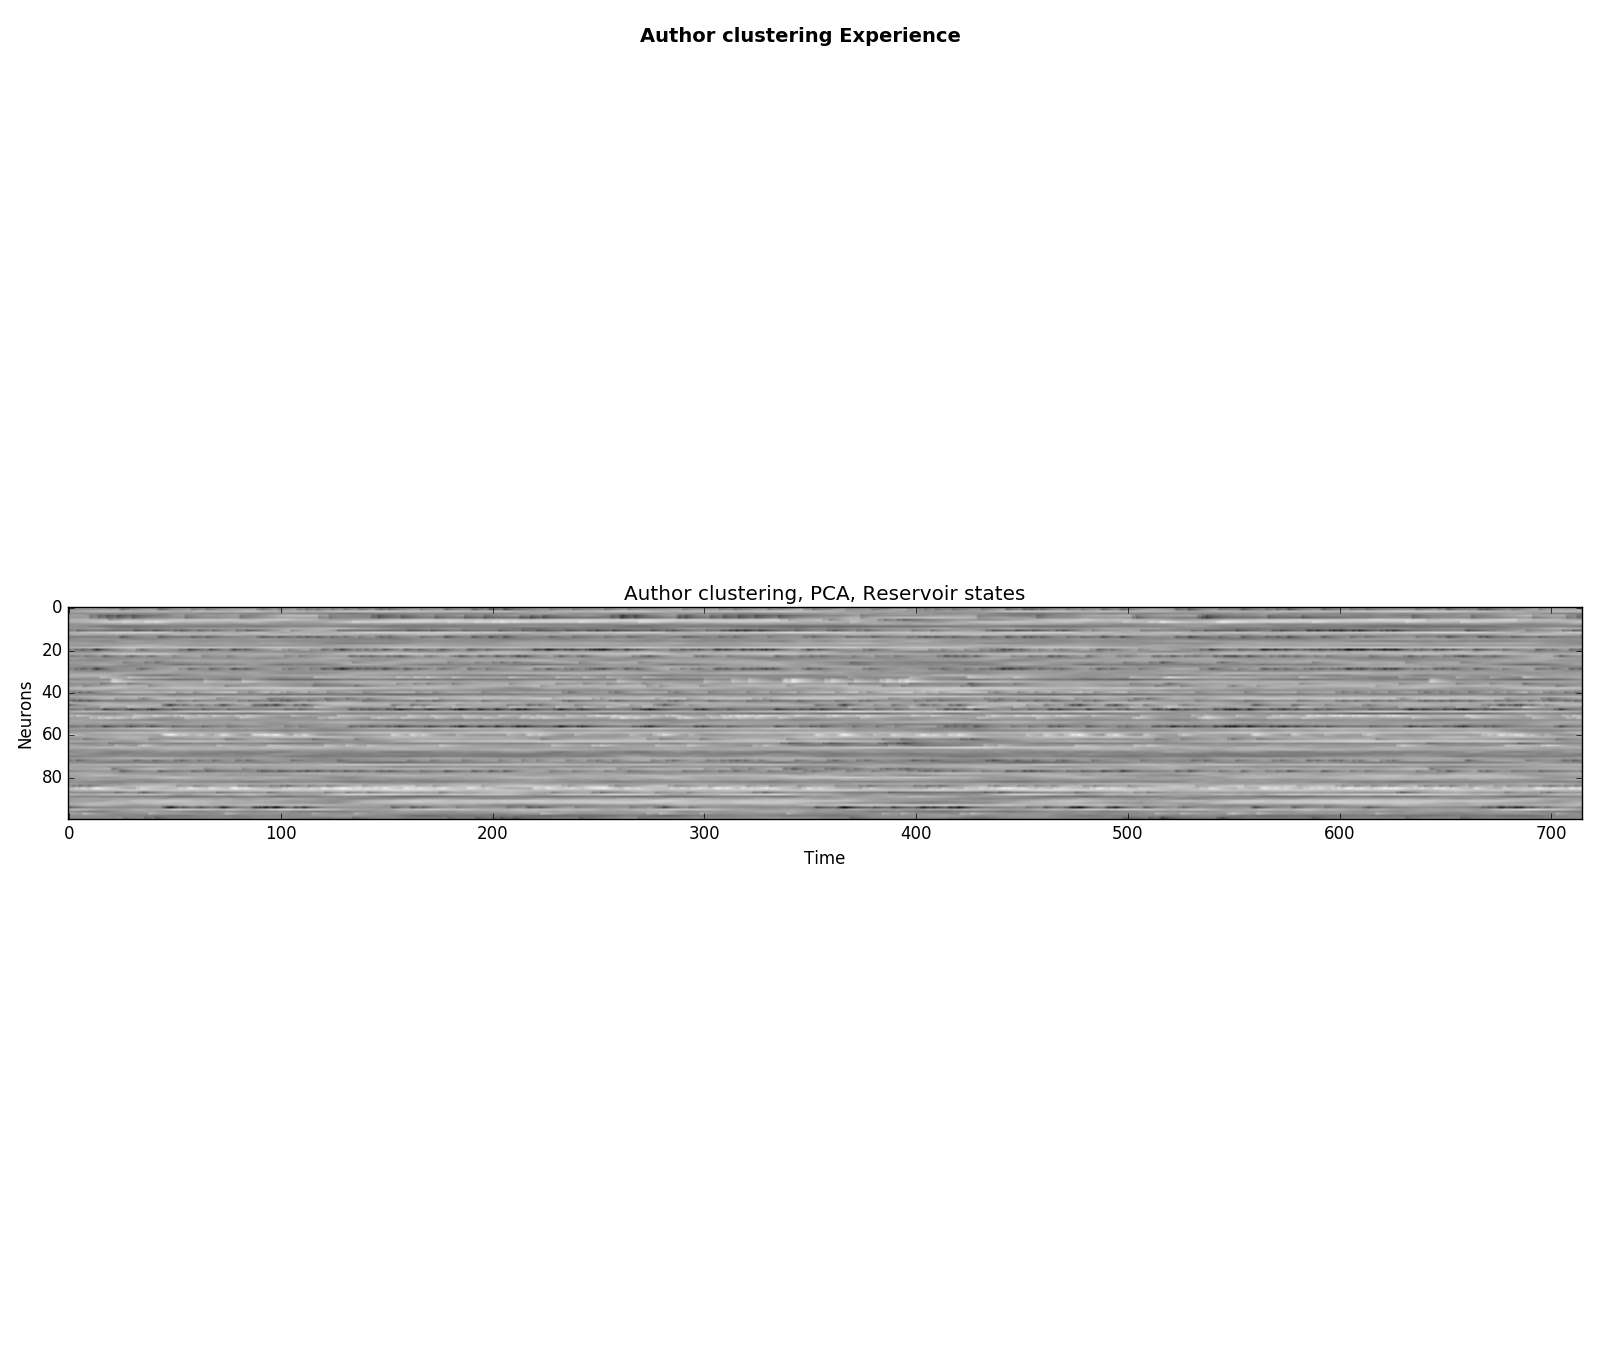 Author clustering Experience
Author clustering, PCA, Reservoir states
0
20
40
60
80
Neurons
0 100 200 300 400 500 600 700
Time